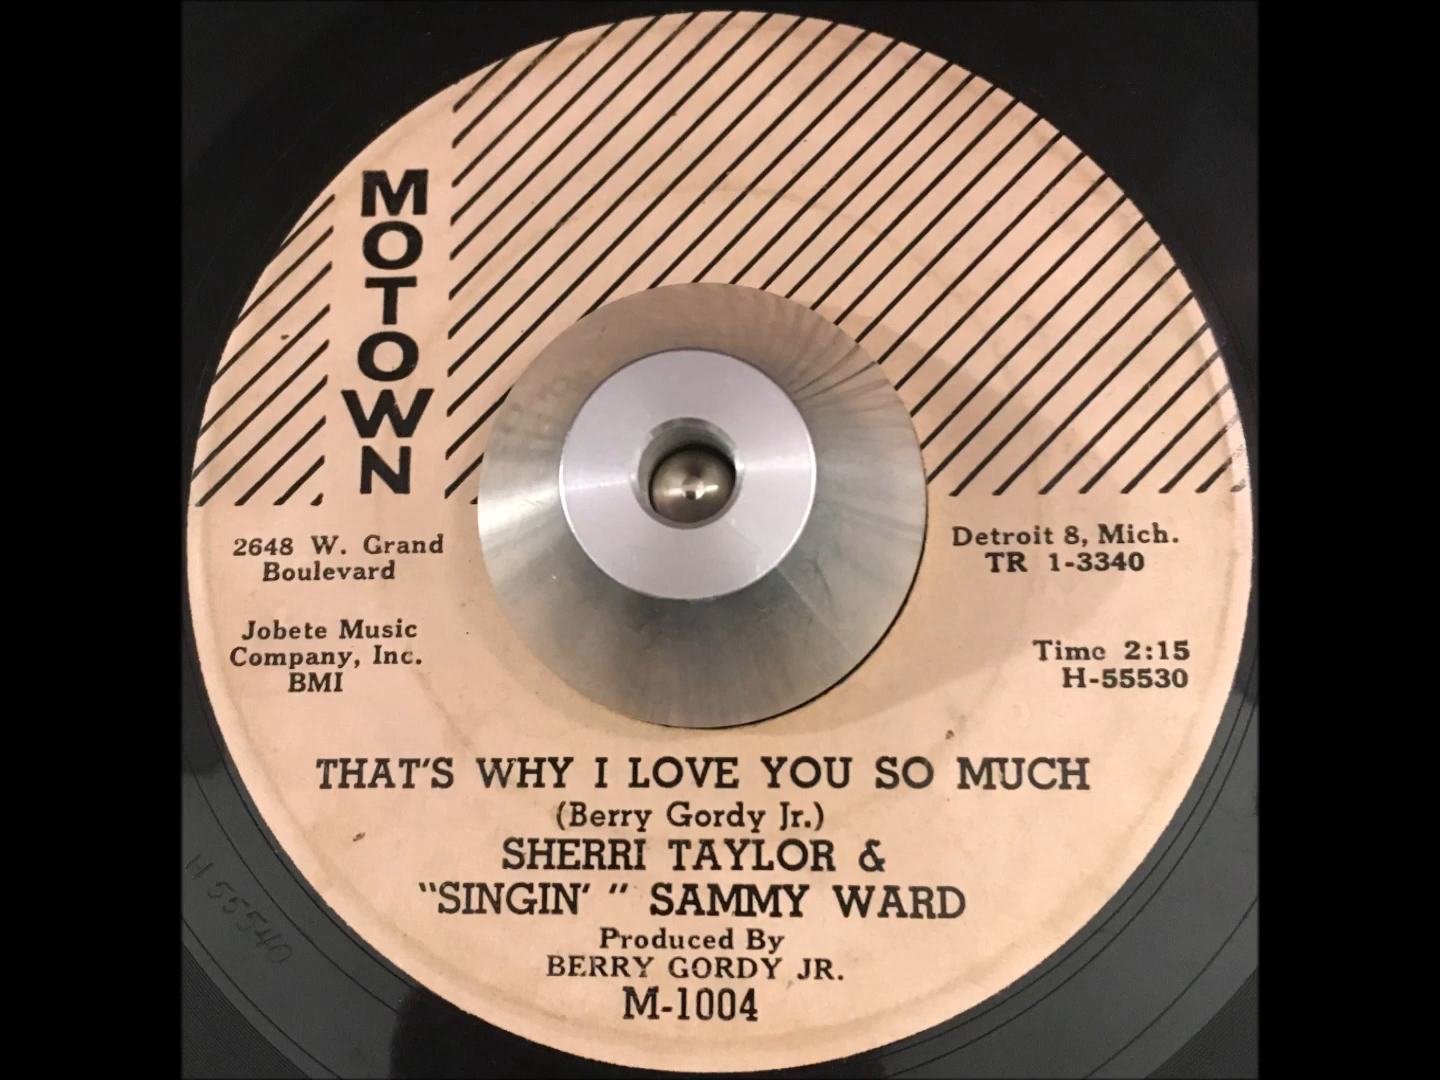 MOTOWN
2648 W. Grand
Boulevard
Detroit 8, Mich.
TR 1-3340
Jobete Music
Company, Inc.
BMI
Time 2:15
H-55530
THAT'S WHY I LOVE YOU SO MUCH
(Berry Gordy Jr.)
SHERRI TAYLOR &
"SINGIN' " SAMMY WARD
Produced By
BERRY GORDY JR.
M-1004
H 55540